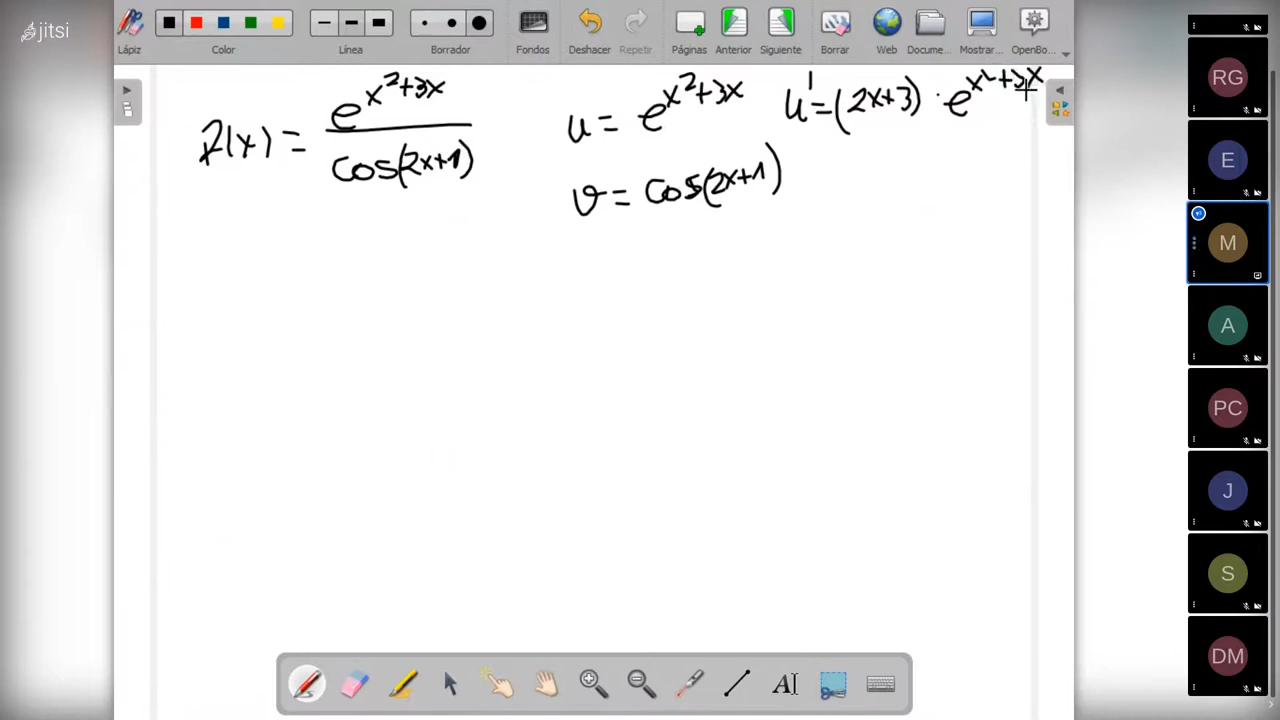 jitsi
Lápiz Color Línea Borrador Fondos Deshacer Repetir Páginas Anterior Siguiente Borrar Web Docume... Mostrar... OpenBo...
f(x) = e^{x²+3x} / cos(2x+1)
u = e^{x²+3x}
u' = (2x+3) · e^{x²+3x}
v = cos(2x+1)
RG
E
M
A
PC
J
S
DM